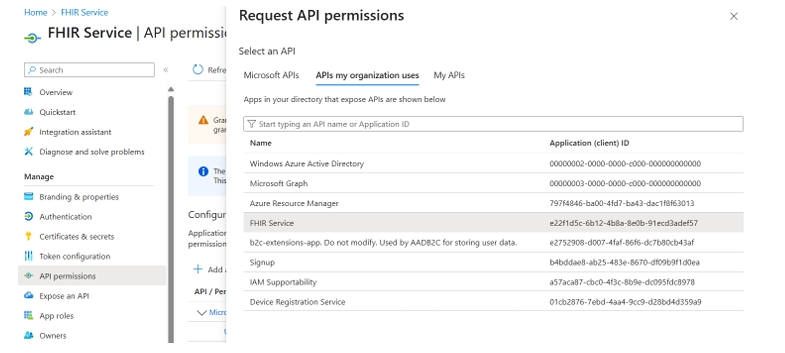 Home > FHIR Service >
FHIR Service | API permissi
Search
«
Overview
Quickstart
Integration assistant
Diagnose and solve problems
Manage
Branding & properties
Authentication
Certificates & secrets
Token configuration
API permissions
Expose an API
App roles
Owners
Refre
Gran
gran
The
This
Configur
Application
permission
+ Add a
API / Per
Micro
Request API permissions
Select an API
Microsoft APIs APIs my organization uses My APIs
Apps in your directory that expose APIs are shown below
Start typing an API name or Application ID
Name Application (client) ID
Windows Azure Active Directory 00000002-0000-0000-c000-000000000000
Microsoft Graph 00000003-0000-0000-c000-000000000000
Azure Resource Manager 797f4846-ba00-4fd7-ba43-dac1f8f63013
FHIR Service e22f1d5c-6b12-4b8a-8e0b-91ecd3adef57
b2c-extensions-app. Do not modify. Used by AADB2C for storing user data. e2752908-d007-4faf-86f6-dc7b80cb43af
Signup b4bddae8-ab25-483e-8670-df09b9f1d0ea
IAM Supportability a57aca87-cbc0-4f3c-8b9e-dc095fdc8978
Device Registration Service 01cb2876-7ebd-4aa4-9cc9-d28bd4d359a9